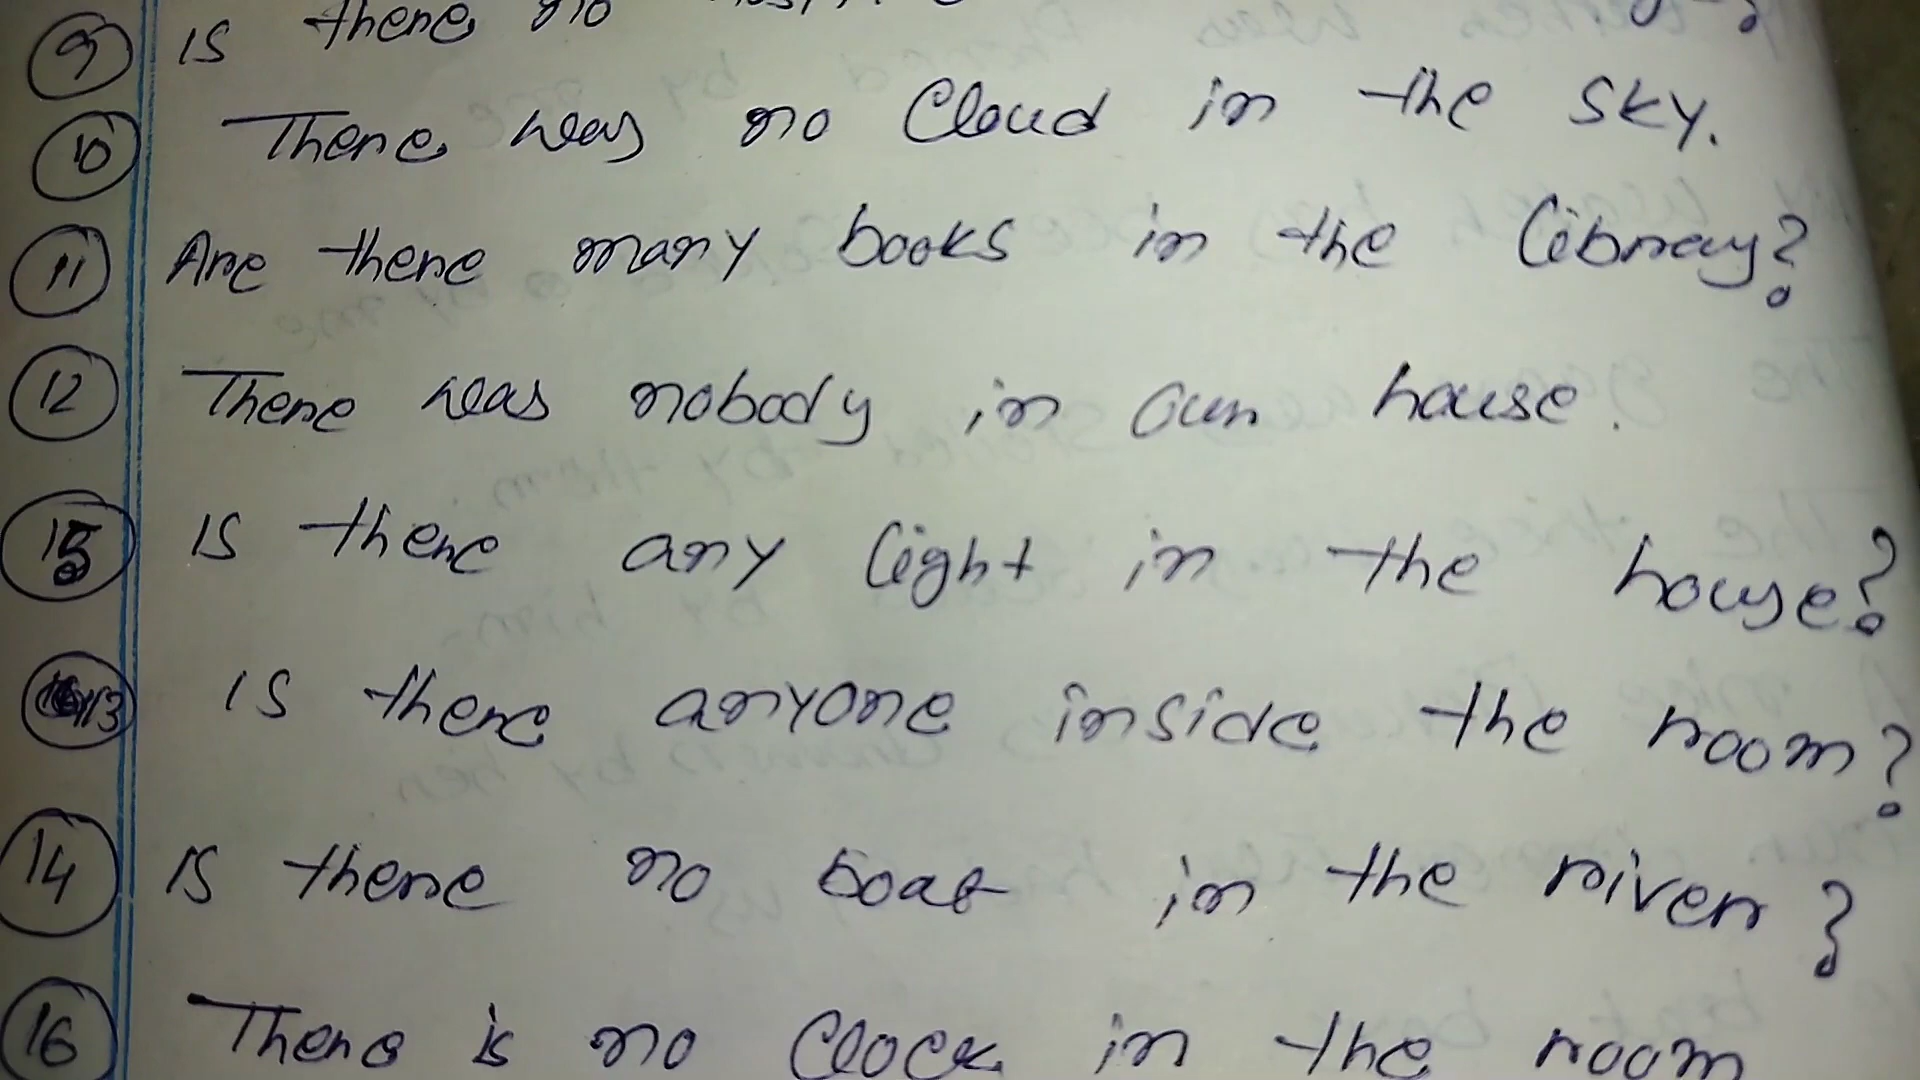 9 Is there no
10 There was no Cloud in the sky.
11 Are there many books in the libray?
12 There was nobody in our house.
15 Is there any light in the house?
13 Is there anyone inside the room?
14 Is there no boat in the river?
16 There is no Clock in the room